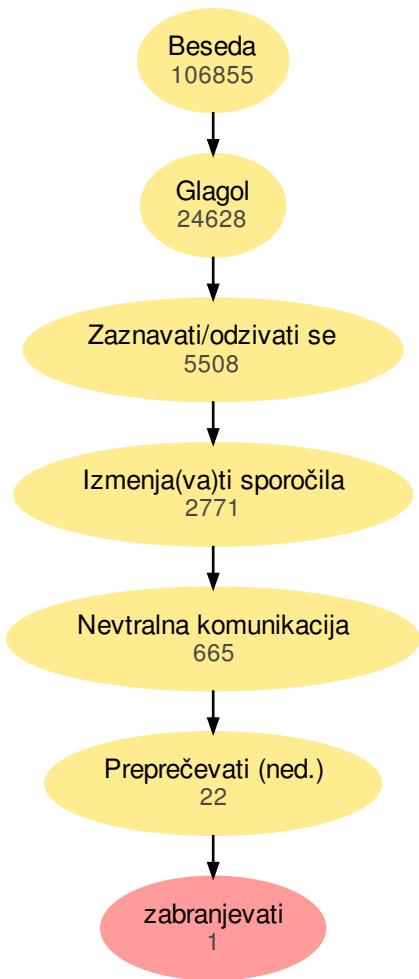 Beseda
106855
Glagol
24628
Zaznavati/odzivati se
5508
Izmenja(va)ti sporočila
2771
Nevtralna komunikacija
665
Preprečevati (ned.)
22
zabranjevati
1